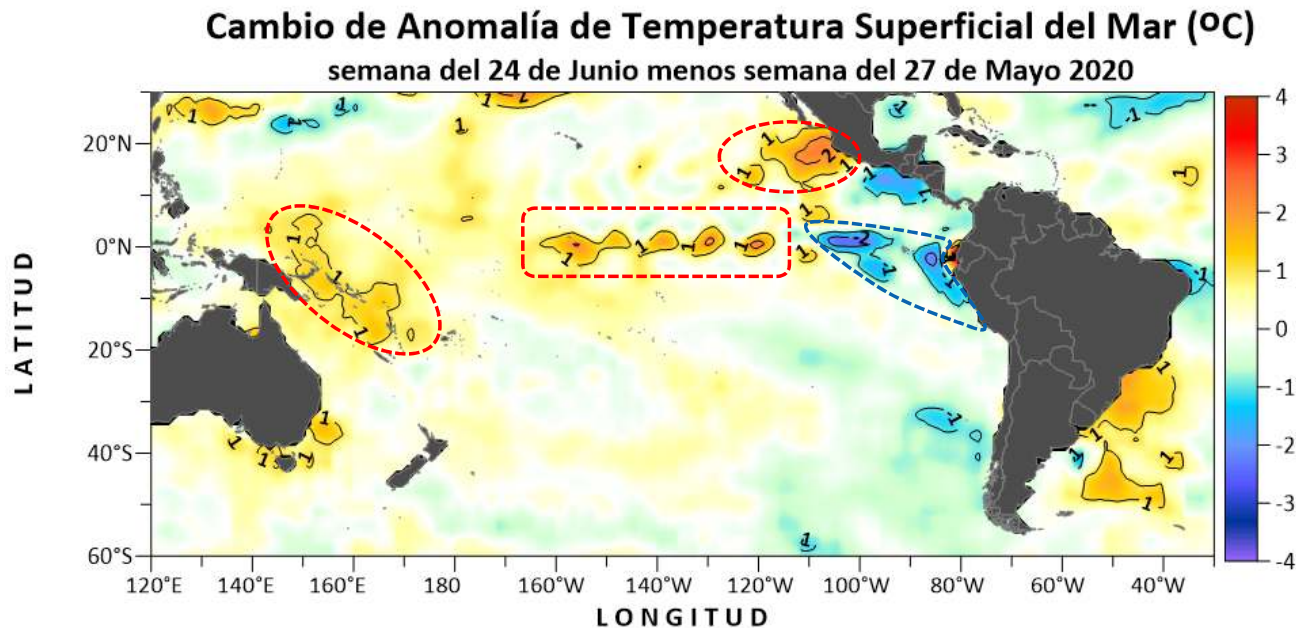 Cambio de Anomalía de Temperatura Superficial del Mar (ºC)
semana del 24 de Junio menos semana del 27 de Mayo 2020
LATITUD
20°N
0°N
20°S
40°S
60°S
120°E
140°E
160°E
180
160°W
140°W
120°W
100°W
80°W
60°W
40°W
LONGITUD
4
3
2
1
0
-1
-2
-3
-4